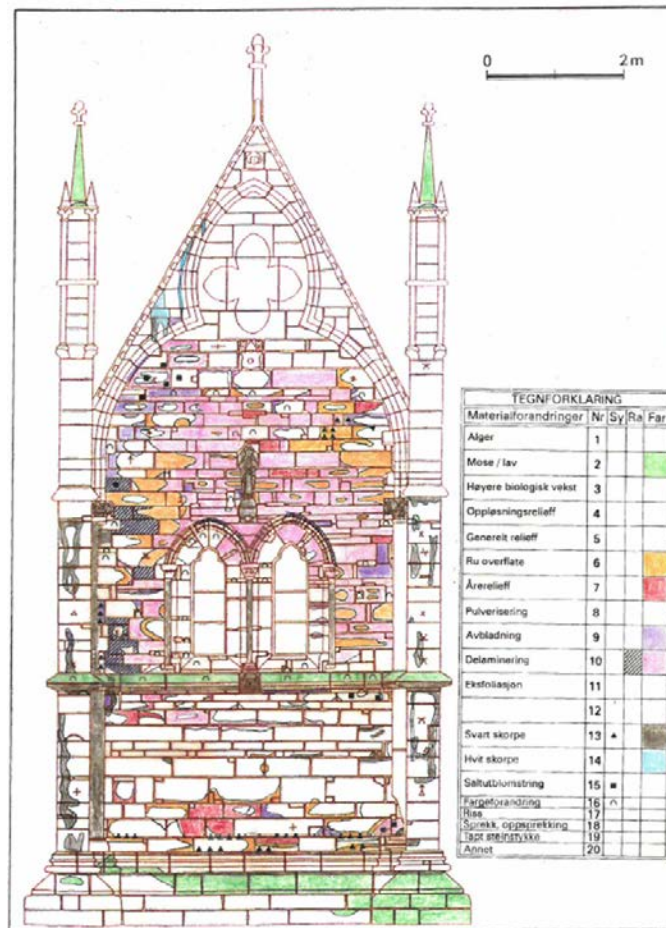 0 2 m
TEGNFORKLARING
Materialforandringer Nr Sy Ra Far
Alger 1
Mose / lav 2
Høyere biologisk vekst 3
Oppløsningsrelieff 4
Generelt relieff 5
Ru overflate 6
Årerelieff 7
Pulverisering 8
Avbladning 9
Delaminering 10
Eksfoliasjon 11
12
Svart skorpe 13 ▲
Hvit skorpe 14
Saltutblomstring 15 ■
Fargeforandring 16
Riss 17
Sprekk, oppsprekking 18
Tapt steinstykke 19
Annet 20